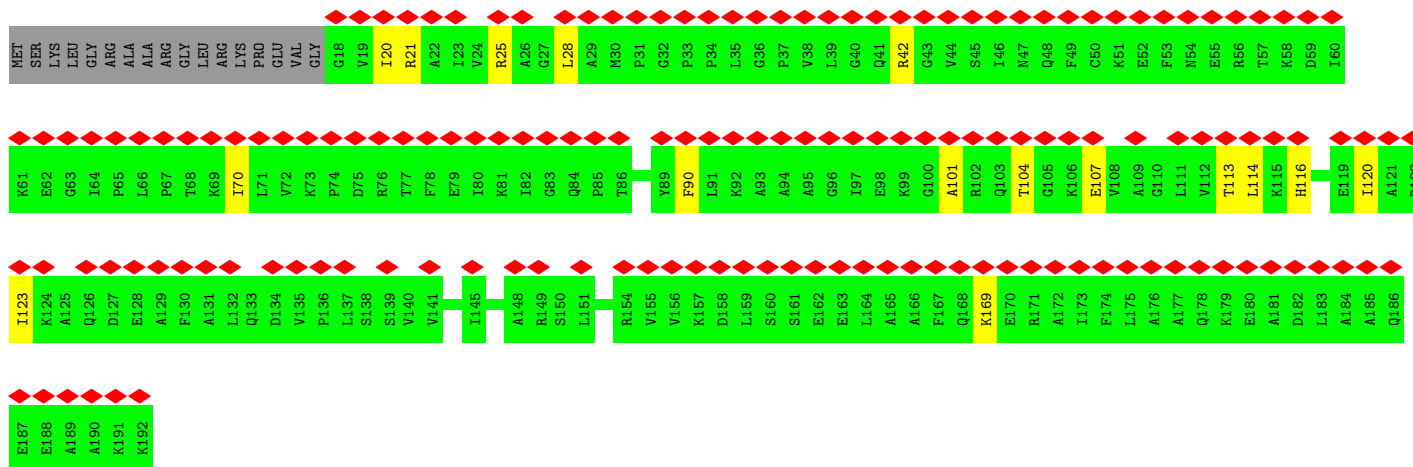 MET SER LYS LEU GLY ARG ALA ALA ARG GLY LEU ARG LYS PRO GLU VAL GLY G18 V19 I20 R21 A22 I23 V24 R25 A26 G27 L28 A29 M30 P31 G32 P33 P34 L35 G36 P37 V38 L39 G40 Q41 R42 G43 V44 S45 I46 N47 Q48 F49 C50 K51 E52 F53 N54 E55 R56 T57 K58 D59 I60
K61 E62 G63 I64 P65 L66 P67 T68 K69 I70 L71 V72 K73 P74 D75 R76 T77 F78 E79 I80 K81 I82 G83 Q84 P85 T86 Y89 F90 L91 K92 A93 A94 A95 G96 I97 E98 K99 G100 A101 R102 Q103 T104 G105 K106 E107 V108 A109 G110 L111 V112 T113 L114 K115 H116 E119 I120 A121
I123 K124 A125 Q126 D127 E128 A129 F130 A131 L132 Q133 D134 V135 P136 L137 S138 S139 V140 V141 I145 A148 R149 S150 L151 R154 V155 V156 K157 D158 L159 S160 S161 E162 E163 L164 A165 A166 F167 Q168 K169 E170 R171 A172 I173 F174 L175 A176 A177 Q178 K179 E180 A181 D182 L183 A184 A185 Q186
E187 E188 A189 A190 K191 K192